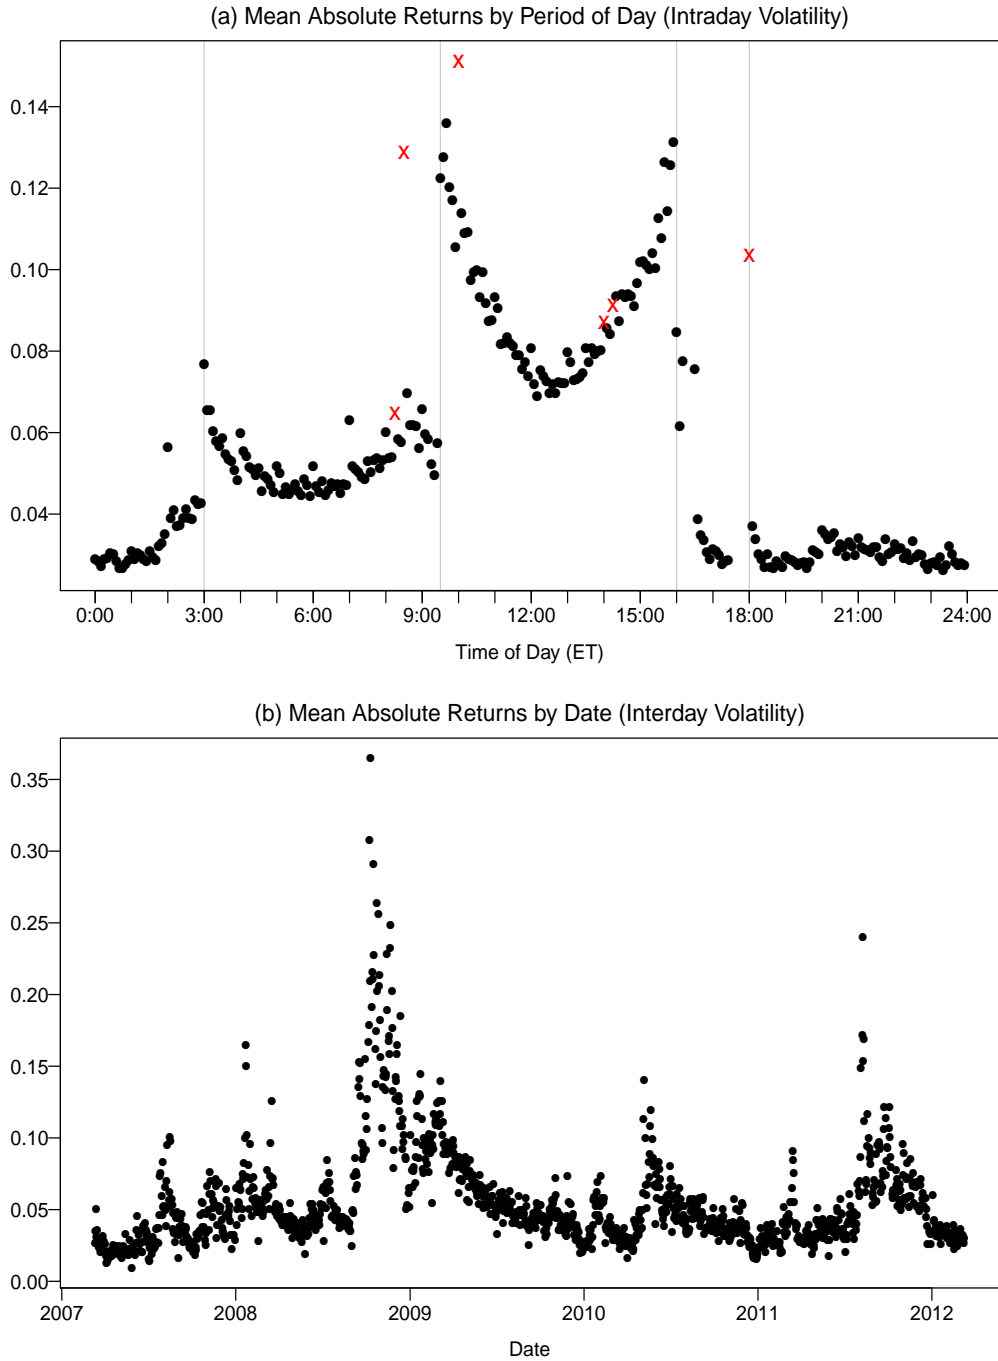 (a) Mean Absolute Returns by Period of Day (Intraday Volatility)
0.14
0.12
0.10
0.08
0.06
0.04
0:00 3:00 6:00 9:00 12:00 15:00 18:00 21:00 24:00
Time of Day (ET)
(b) Mean Absolute Returns by Date (Interday Volatility)
0.35
0.30
0.25
0.20
0.15
0.10
0.05
0.00
2007 2008 2009 2010 2011 2012
Date